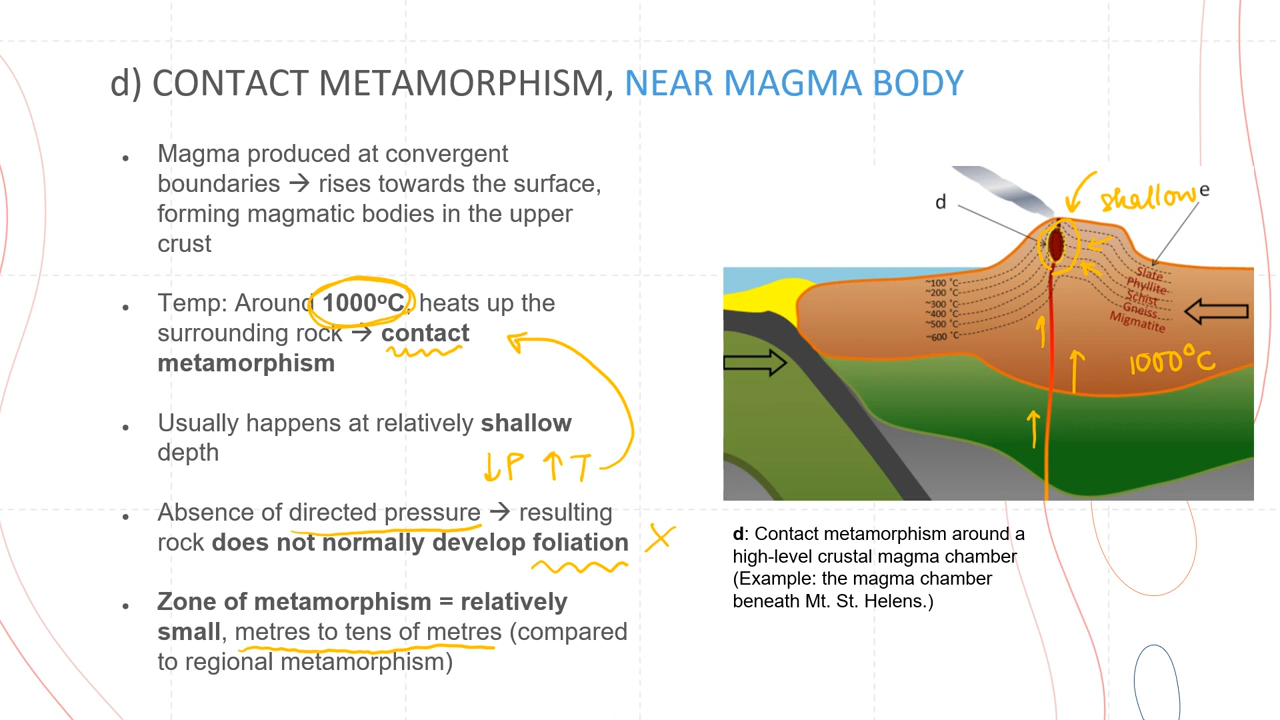 d) CONTACT METAMORPHISM, NEAR MAGMA BODY
• Magma produced at convergent
boundaries → rises towards the surface,
forming magmatic bodies in the upper
crust
• Temp: Around 1000ºC, heats up the
surrounding rock → contact
metamorphism
• Usually happens at relatively shallow
depth
↓P ↑T
• Absence of directed pressure → resulting
rock does not normally develop foliation
• Zone of metamorphism = relatively
small, metres to tens of metres (compared
to regional metamorphism)
d
shallow
e
~100 °C
~200 °C
~300 °C
~400 °C
~500 °C
~600 °C
Slate
Phyllite
Schist
Gneiss
Migmatite
1000°C
d: Contact metamorphism around a
high-level crustal magma chamber
(Example: the magma chamber
beneath Mt. St. Helens.)